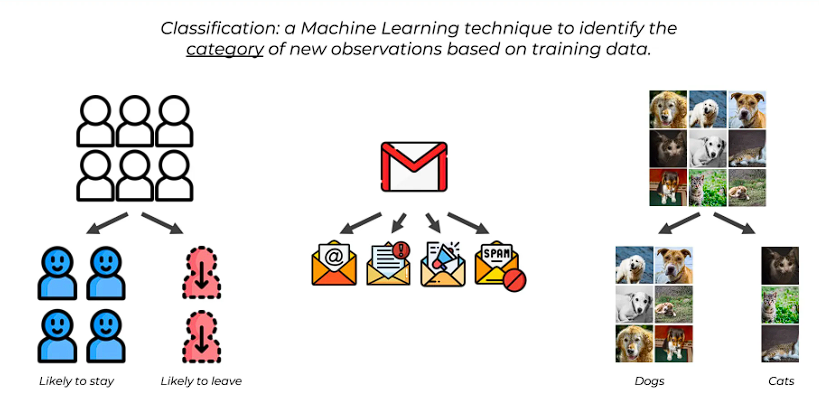 Classification: a Machine Learning technique to identify the
category of new observations based on training data.
@
!
SPAM
Likely to stay
Likely to leave
Dogs
Cats